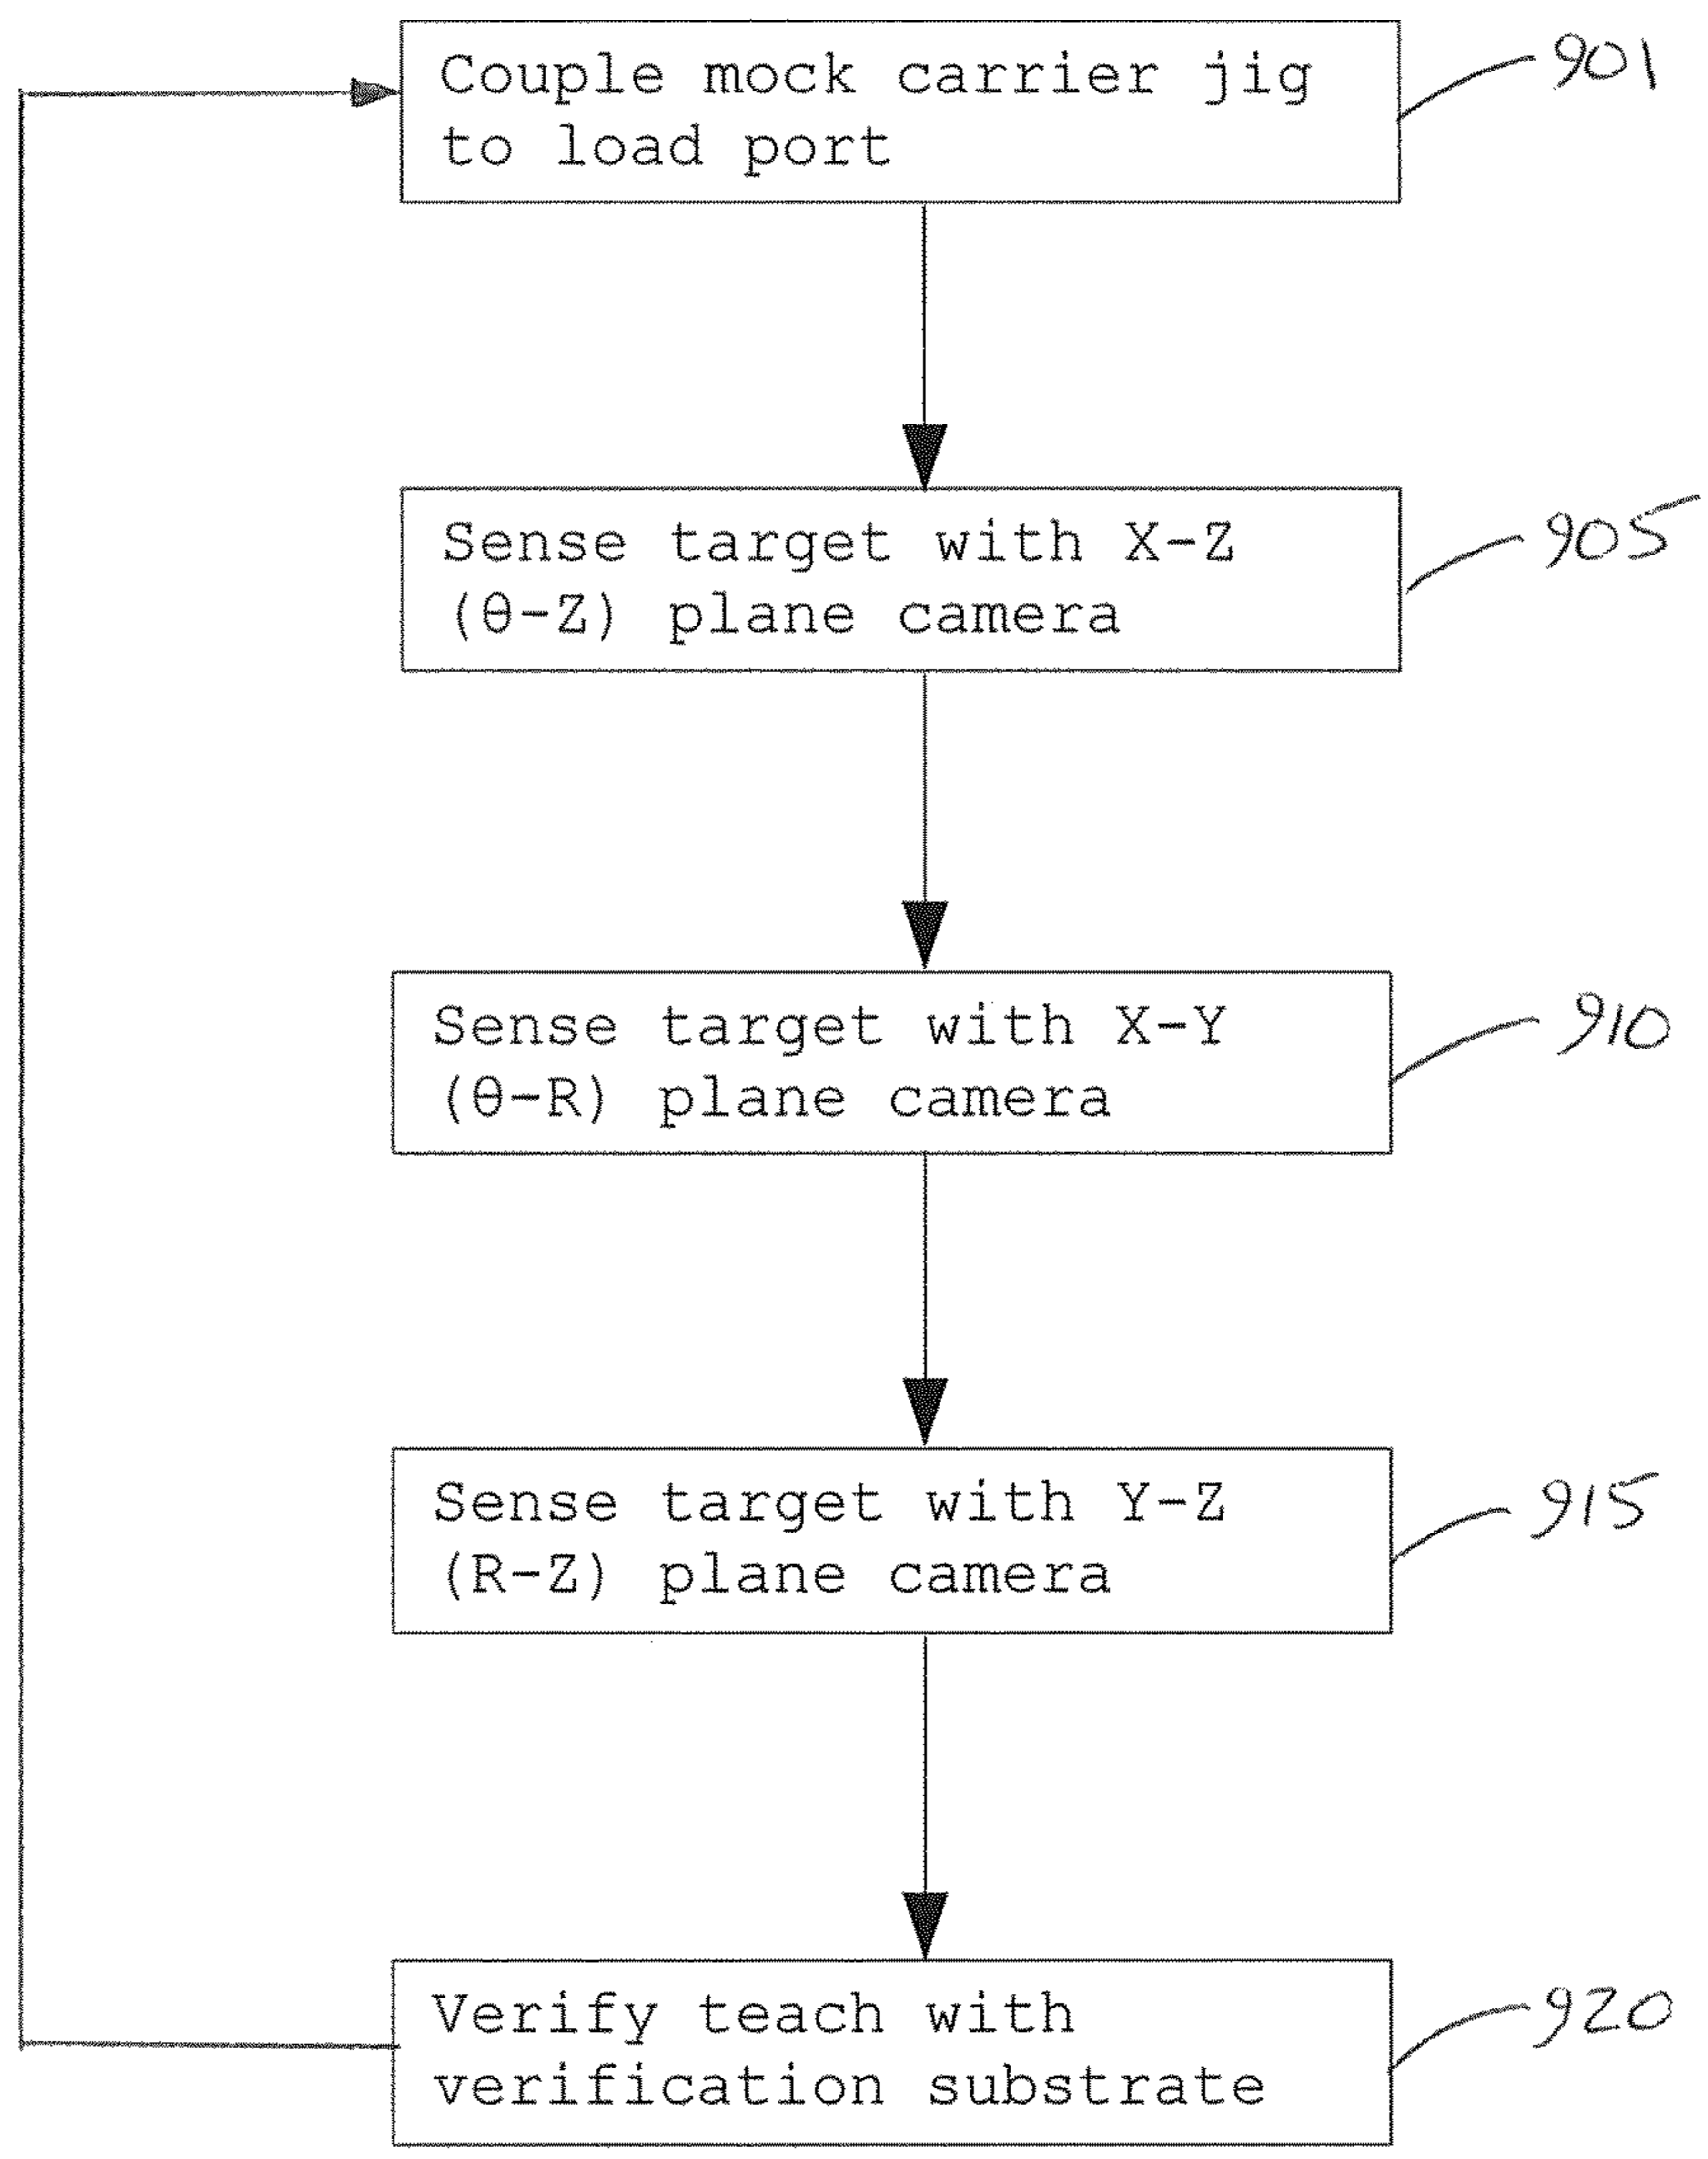 Couple mock carrier jig
to load port
901
Sense target with X-Z
(θ-Z) plane camera
905
Sense target with X-Y
(θ-R) plane camera
910
Sense target with Y-Z
(R-Z) plane camera
915
Verify teach with
verification substrate
920